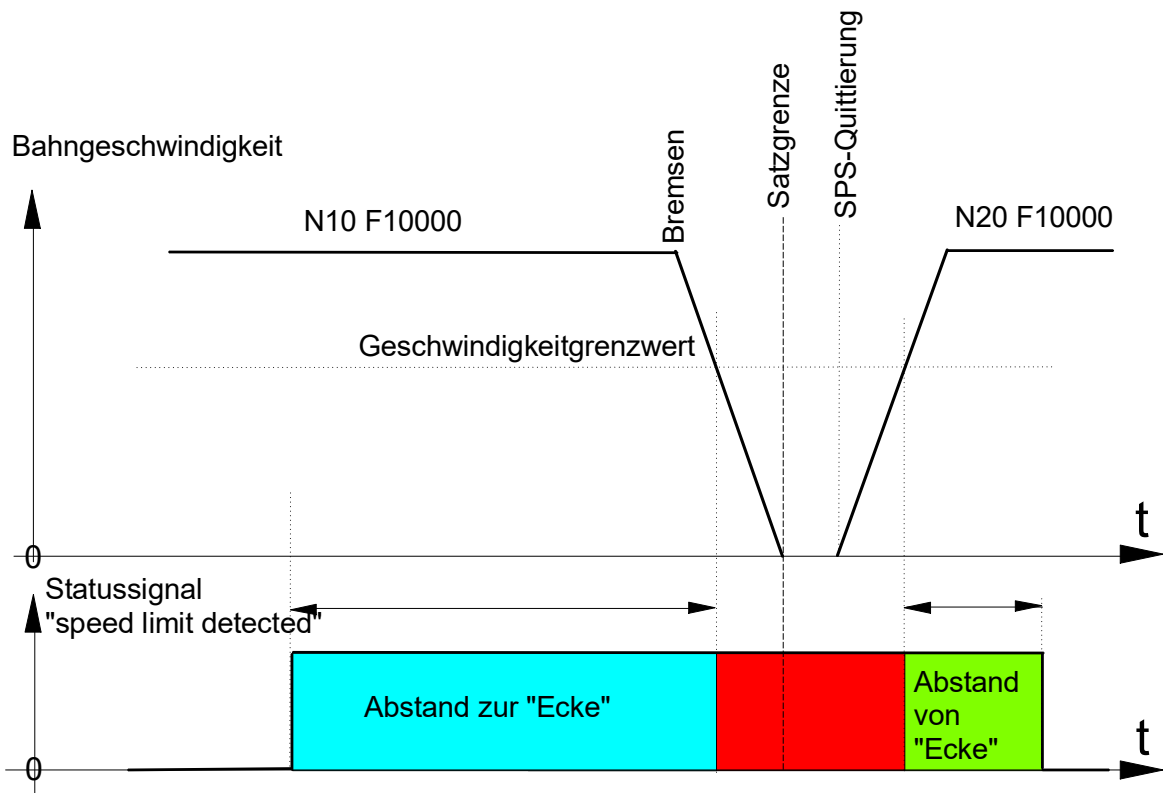 Bahngeschwindigkeit
N10 F10000
Bremsen
Satzgrenze
SPS-Quittierung
N20 F10000
Geschwindigkeitgrenzwert
t
0
Statussignal
"speed limit detected"
Abstand zur "Ecke"
Abstand
von
"Ecke"
t
0